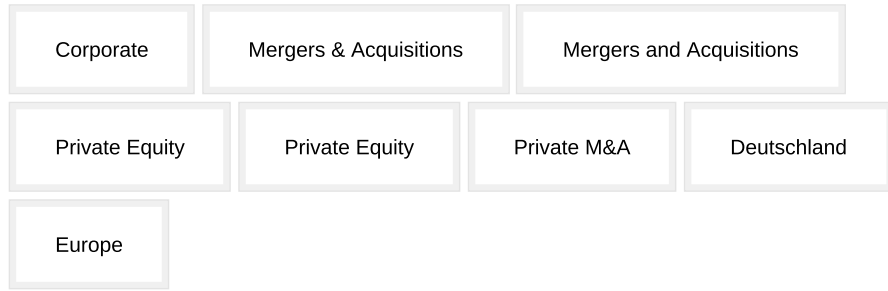 Corporate Mergers & Acquisitions Mergers and Acquisitions
Private Equity Private Equity Private M&A Deutschland
Europe